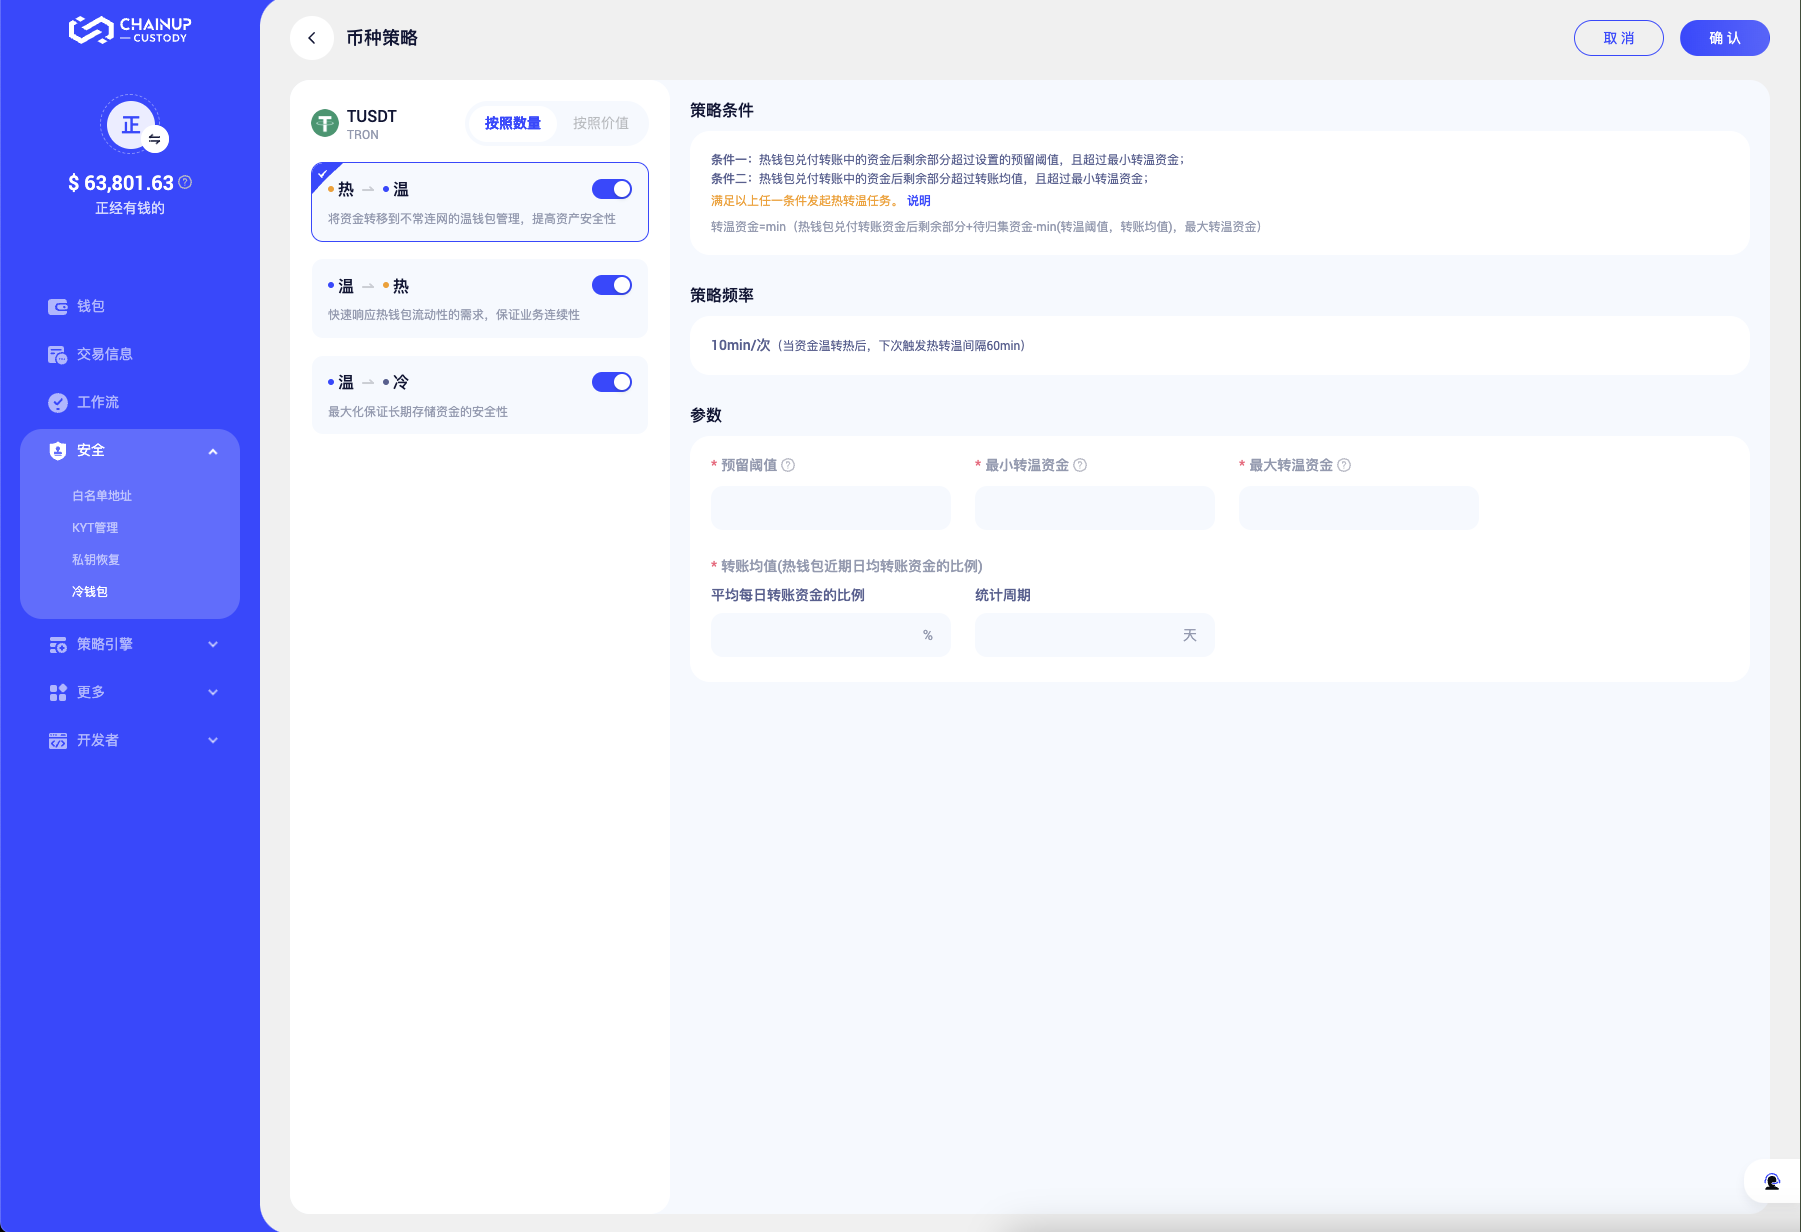 CHAINUP
CUSTODY
正
$ 63,801.63
正经有钱的
钱包
交易信息
工作流
安全
白名单地址
KYT管理
私钥恢复
冷钱包
策略引擎
更多
开发者
币种策略
取 消
确 认
TUSDT
TRON
按照数量
按照价值
热 → 温
将资金转移到不常连网的温钱包管理，提高资产安全性
温 → 热
快速响应热钱包流动性的需求，保证业务连续性
温 → 冷
最大化保证长期存储资金的安全性
策略条件
条件一：热钱包兑付转账中的资金后剩余部分超过设置的预留阈值，且超过最小转温资金；
条件二：热钱包兑付转账中的资金后剩余部分超过转账均值，且超过最小转温资金；
满足以上任一条件发起热转温任务。 说明
转温资金=min（热钱包兑付转账资金后剩余部分+待归集资金-min(转温阈值，转账均值)，最大转温资金）
策略频率
10min/次（当资金温转热后，下次触发热转温间隔60min）
参数
* 预留阈值
* 最小转温资金
* 最大转温资金
* 转账均值(热钱包近期日均转账资金的比例)
平均每日转账资金的比例
统计周期
%
天